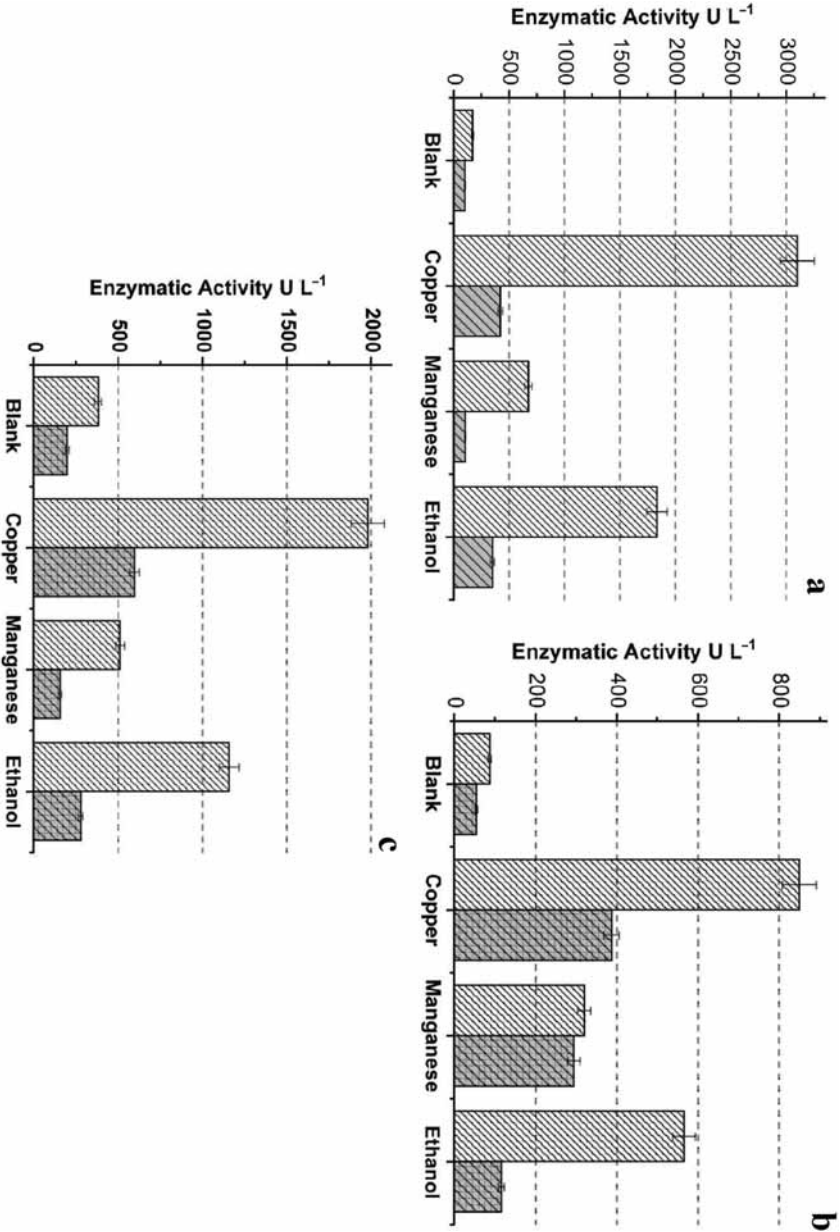 a
Enzymatic Activity U L⁻¹
3000
2500
2000
1500
1000
500
0
Blank
Copper
Manganese
Ethanol
b
Enzymatic Activity U L⁻¹
800
600
400
200
0
Blank
Copper
Manganese
Ethanol
c
Enzymatic Activity U L⁻¹
2000
1500
1000
500
0
Blank
Copper
Manganese
Ethanol